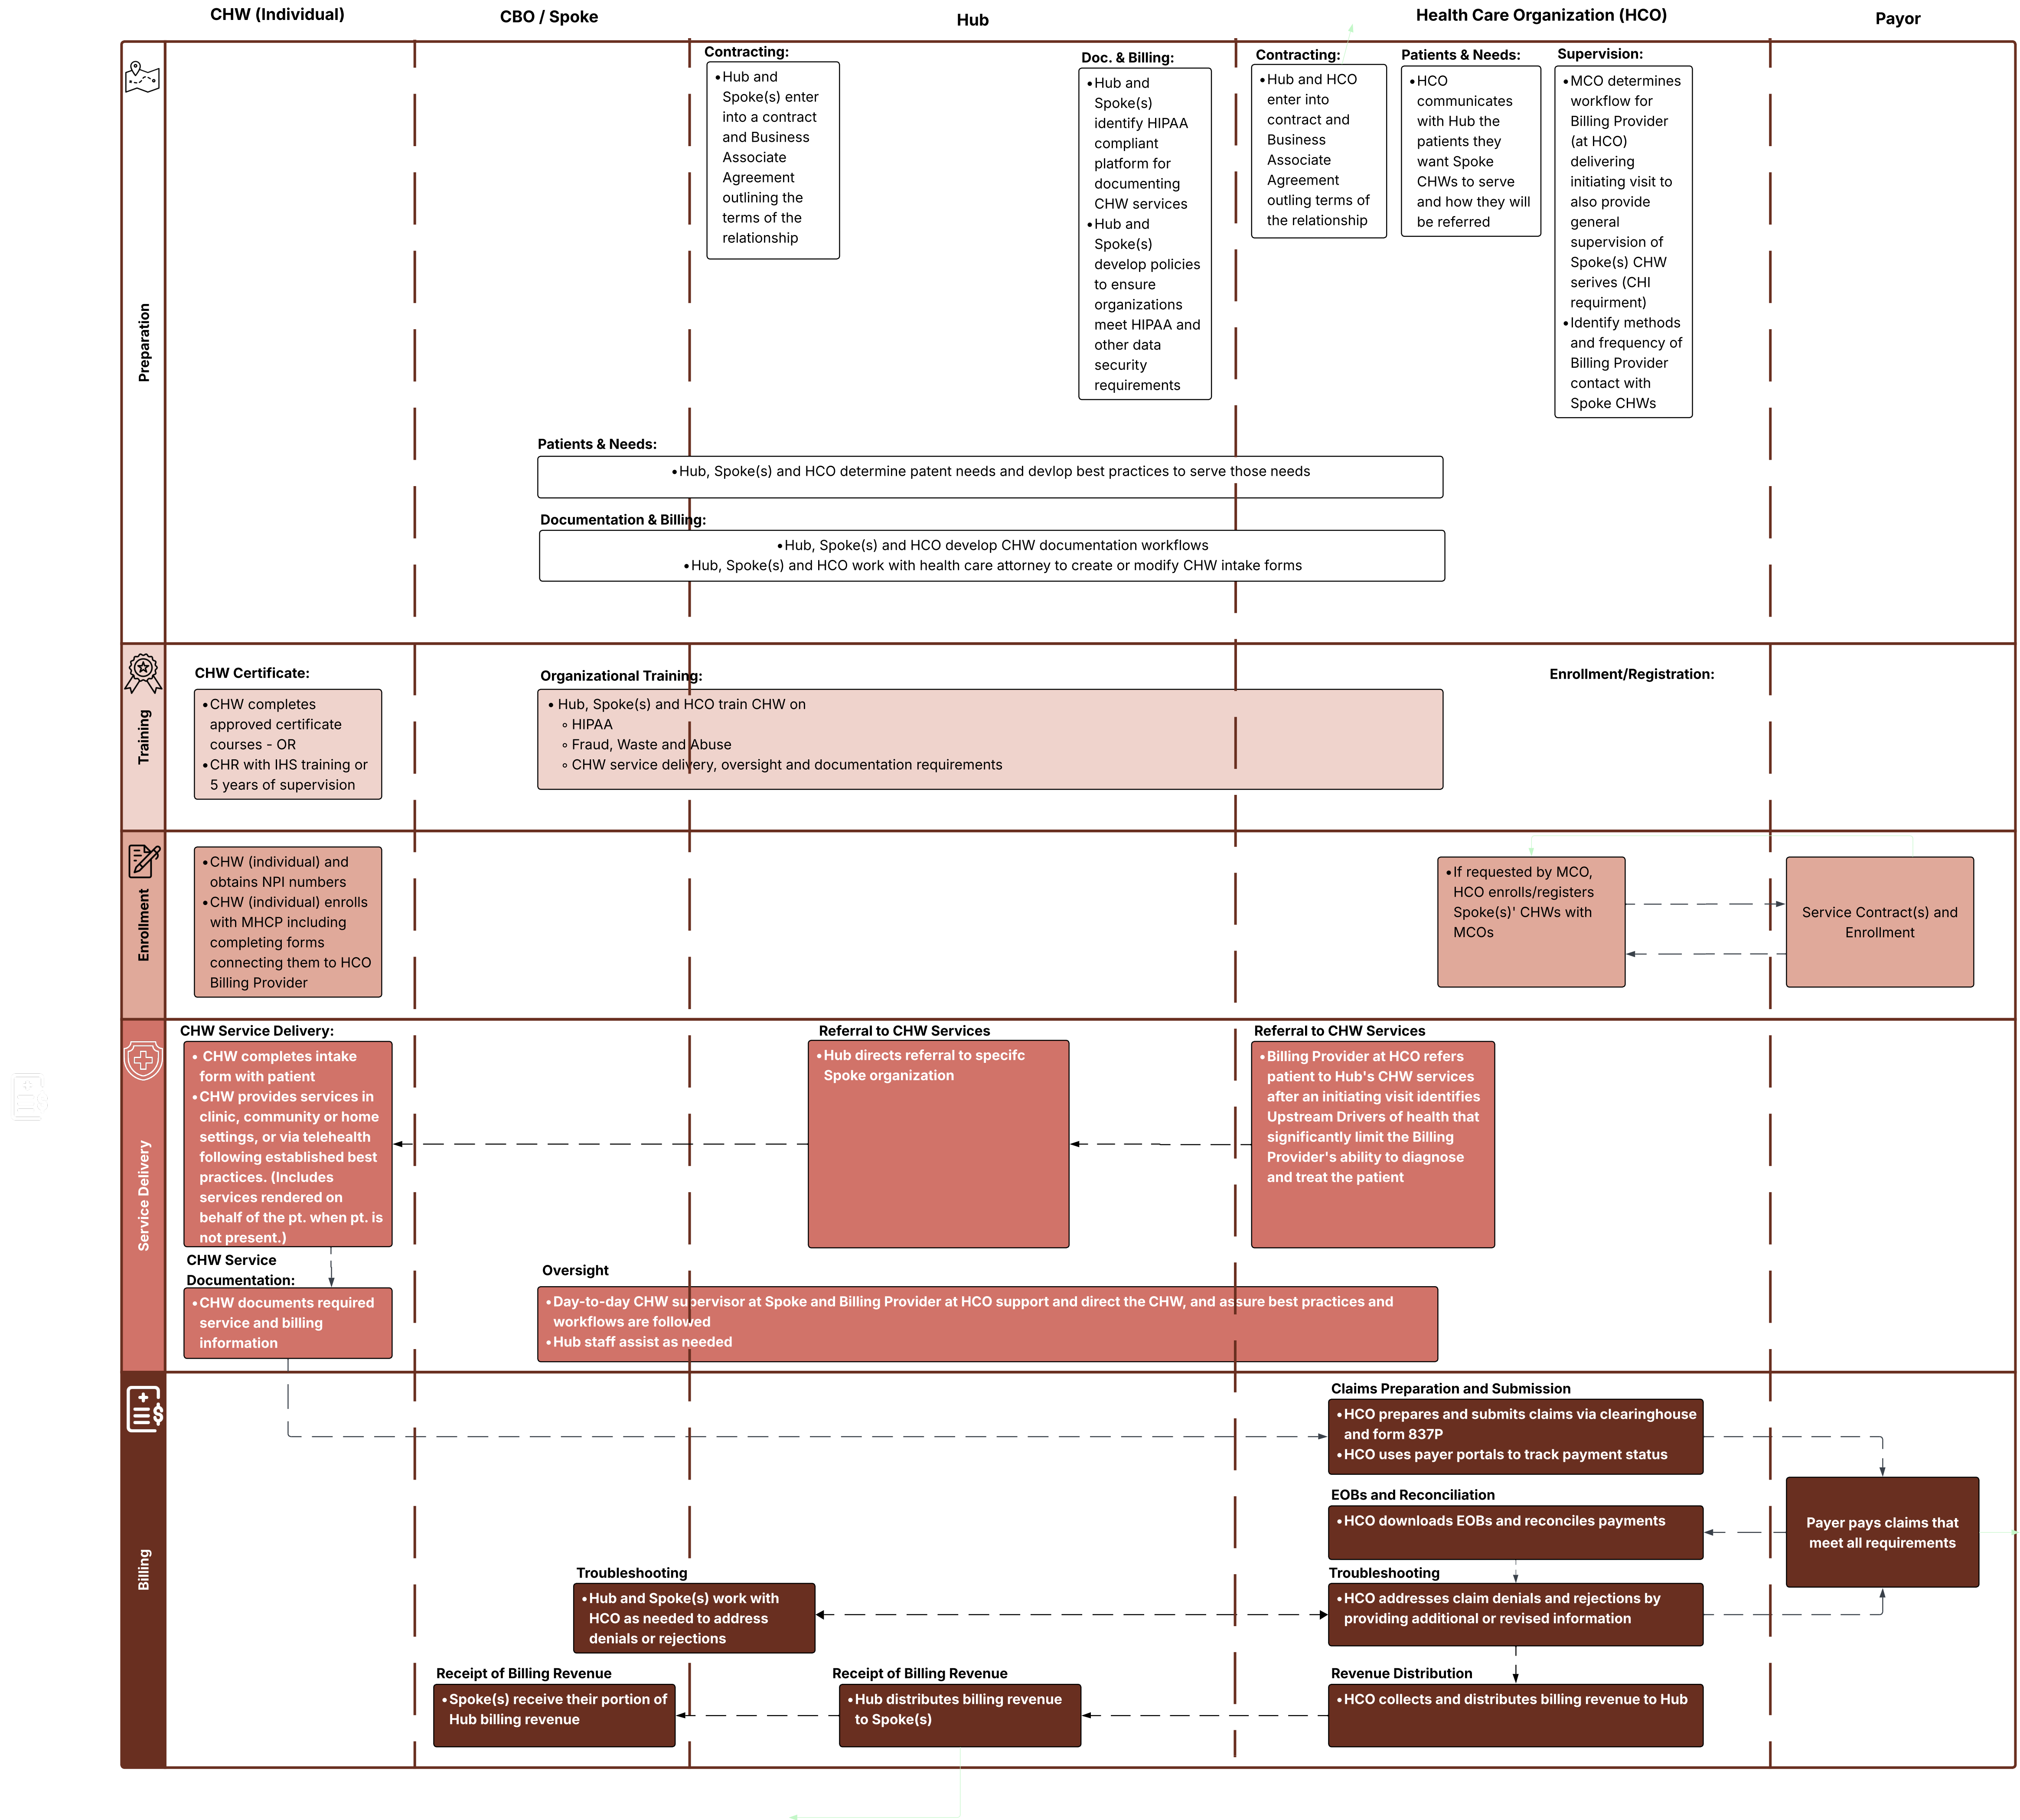 CHW (Individual)
CBO / Spoke
Hub
Health Care Organization (HCO)
Payor
Preparation
Contracting:
•Hub and
Spoke(s) enter
into a contract
and Business
Associate
Agreement
outlining the
terms of the
relationship
Doc. & Billing:
•Hub and
Spoke(s)
identify HIPAA
compliant
platform for
documenting
CHW services
•Hub and
Spoke(s)
develop policies
to ensure
organizations
meet HIPAA and
other data
security
requirements
Contracting:
•Hub and HCO
enter into
contract and
Business
Associate
Agreement
outling terms of
the relationship
Patients & Needs:
•HCO
communicates
with Hub the
patients they
want Spoke
CHWs to serve
and how they will
be referred
Supervision:
•MCO determines
workflow for
Billing Provider
(at HCO)
delivering
initiating visit to
also provide
general
supervision of
Spoke(s) CHW
serives (CHI
requirment)
•Identify methods
and frequency of
Billing Provider
contact with
Spoke CHWs
Patients & Needs:
•Hub, Spoke(s) and HCO determine patent needs and devlop best practices to serve those needs
Documentation & Billing:
•Hub, Spoke(s) and HCO develop CHW documentation workflows
•Hub, Spoke(s) and HCO work with health care attorney to create or modify CHW intake forms
Training
CHW Certificate:
•CHW completes
approved certificate
courses - OR
•CHR with IHS training or
5 years of supervision
Organizational Training:
• Hub, Spoke(s) and HCO train CHW on
◦ HIPAA
◦ Fraud, Waste and Abuse
◦ CHW service delivery, oversight and documentation requirements
Enrollment/Registration:
Enrollment
•CHW (individual) and
obtains NPI numbers
•CHW (individual) enrolls
with MHCP including
completing forms
connecting them to HCO
Billing Provider
•If requested by MCO,
HCO enrolls/registers
Spoke(s)' CHWs with
MCOs
Service Contract(s) and
Enrollment
Service Delivery
CHW Service Delivery:
• CHW completes intake
form with patient
•CHW provides services in
clinic, community or home
settings, or via telehealth
following established best
practices. (Includes
services rendered on
behalf of the pt. when pt. is
not present.)
Referral to CHW Services
•Hub directs referral to specifc
Spoke organization
Referral to CHW Services
•Billing Provider at HCO refers
patient to Hub's CHW services
after an initiating visit identifies
Upstream Drivers of health that
significantly limit the Billing
Provider's ability to diagnose
and treat the patient
CHW Service
Documentation:
•CHW documents required
service and billing
information
Oversight
•Day-to-day CHW supervisor at Spoke and Billing Provider at HCO support and direct the CHW, and assure best practices and
workflows are followed
•Hub staff assist as needed
Billing
Claims Preparation and Submission
•HCO prepares and submits claims via clearinghouse
and form 837P
•HCO uses payer portals to track payment status
EOBs and Reconciliation
•HCO downloads EOBs and reconciles payments
Payer pays claims that
meet all requirements
Troubleshooting
•Hub and Spoke(s) work with
HCO as needed to address
denials or rejections
Troubleshooting
•HCO addresses claim denials and rejections by
providing additional or revised information
Receipt of Billing Revenue
•Spoke(s) receive their portion of
Hub billing revenue
Receipt of Billing Revenue
•Hub distributes billing revenue
to Spoke(s)
Revenue Distribution
•HCO collects and distributes billing revenue to Hub